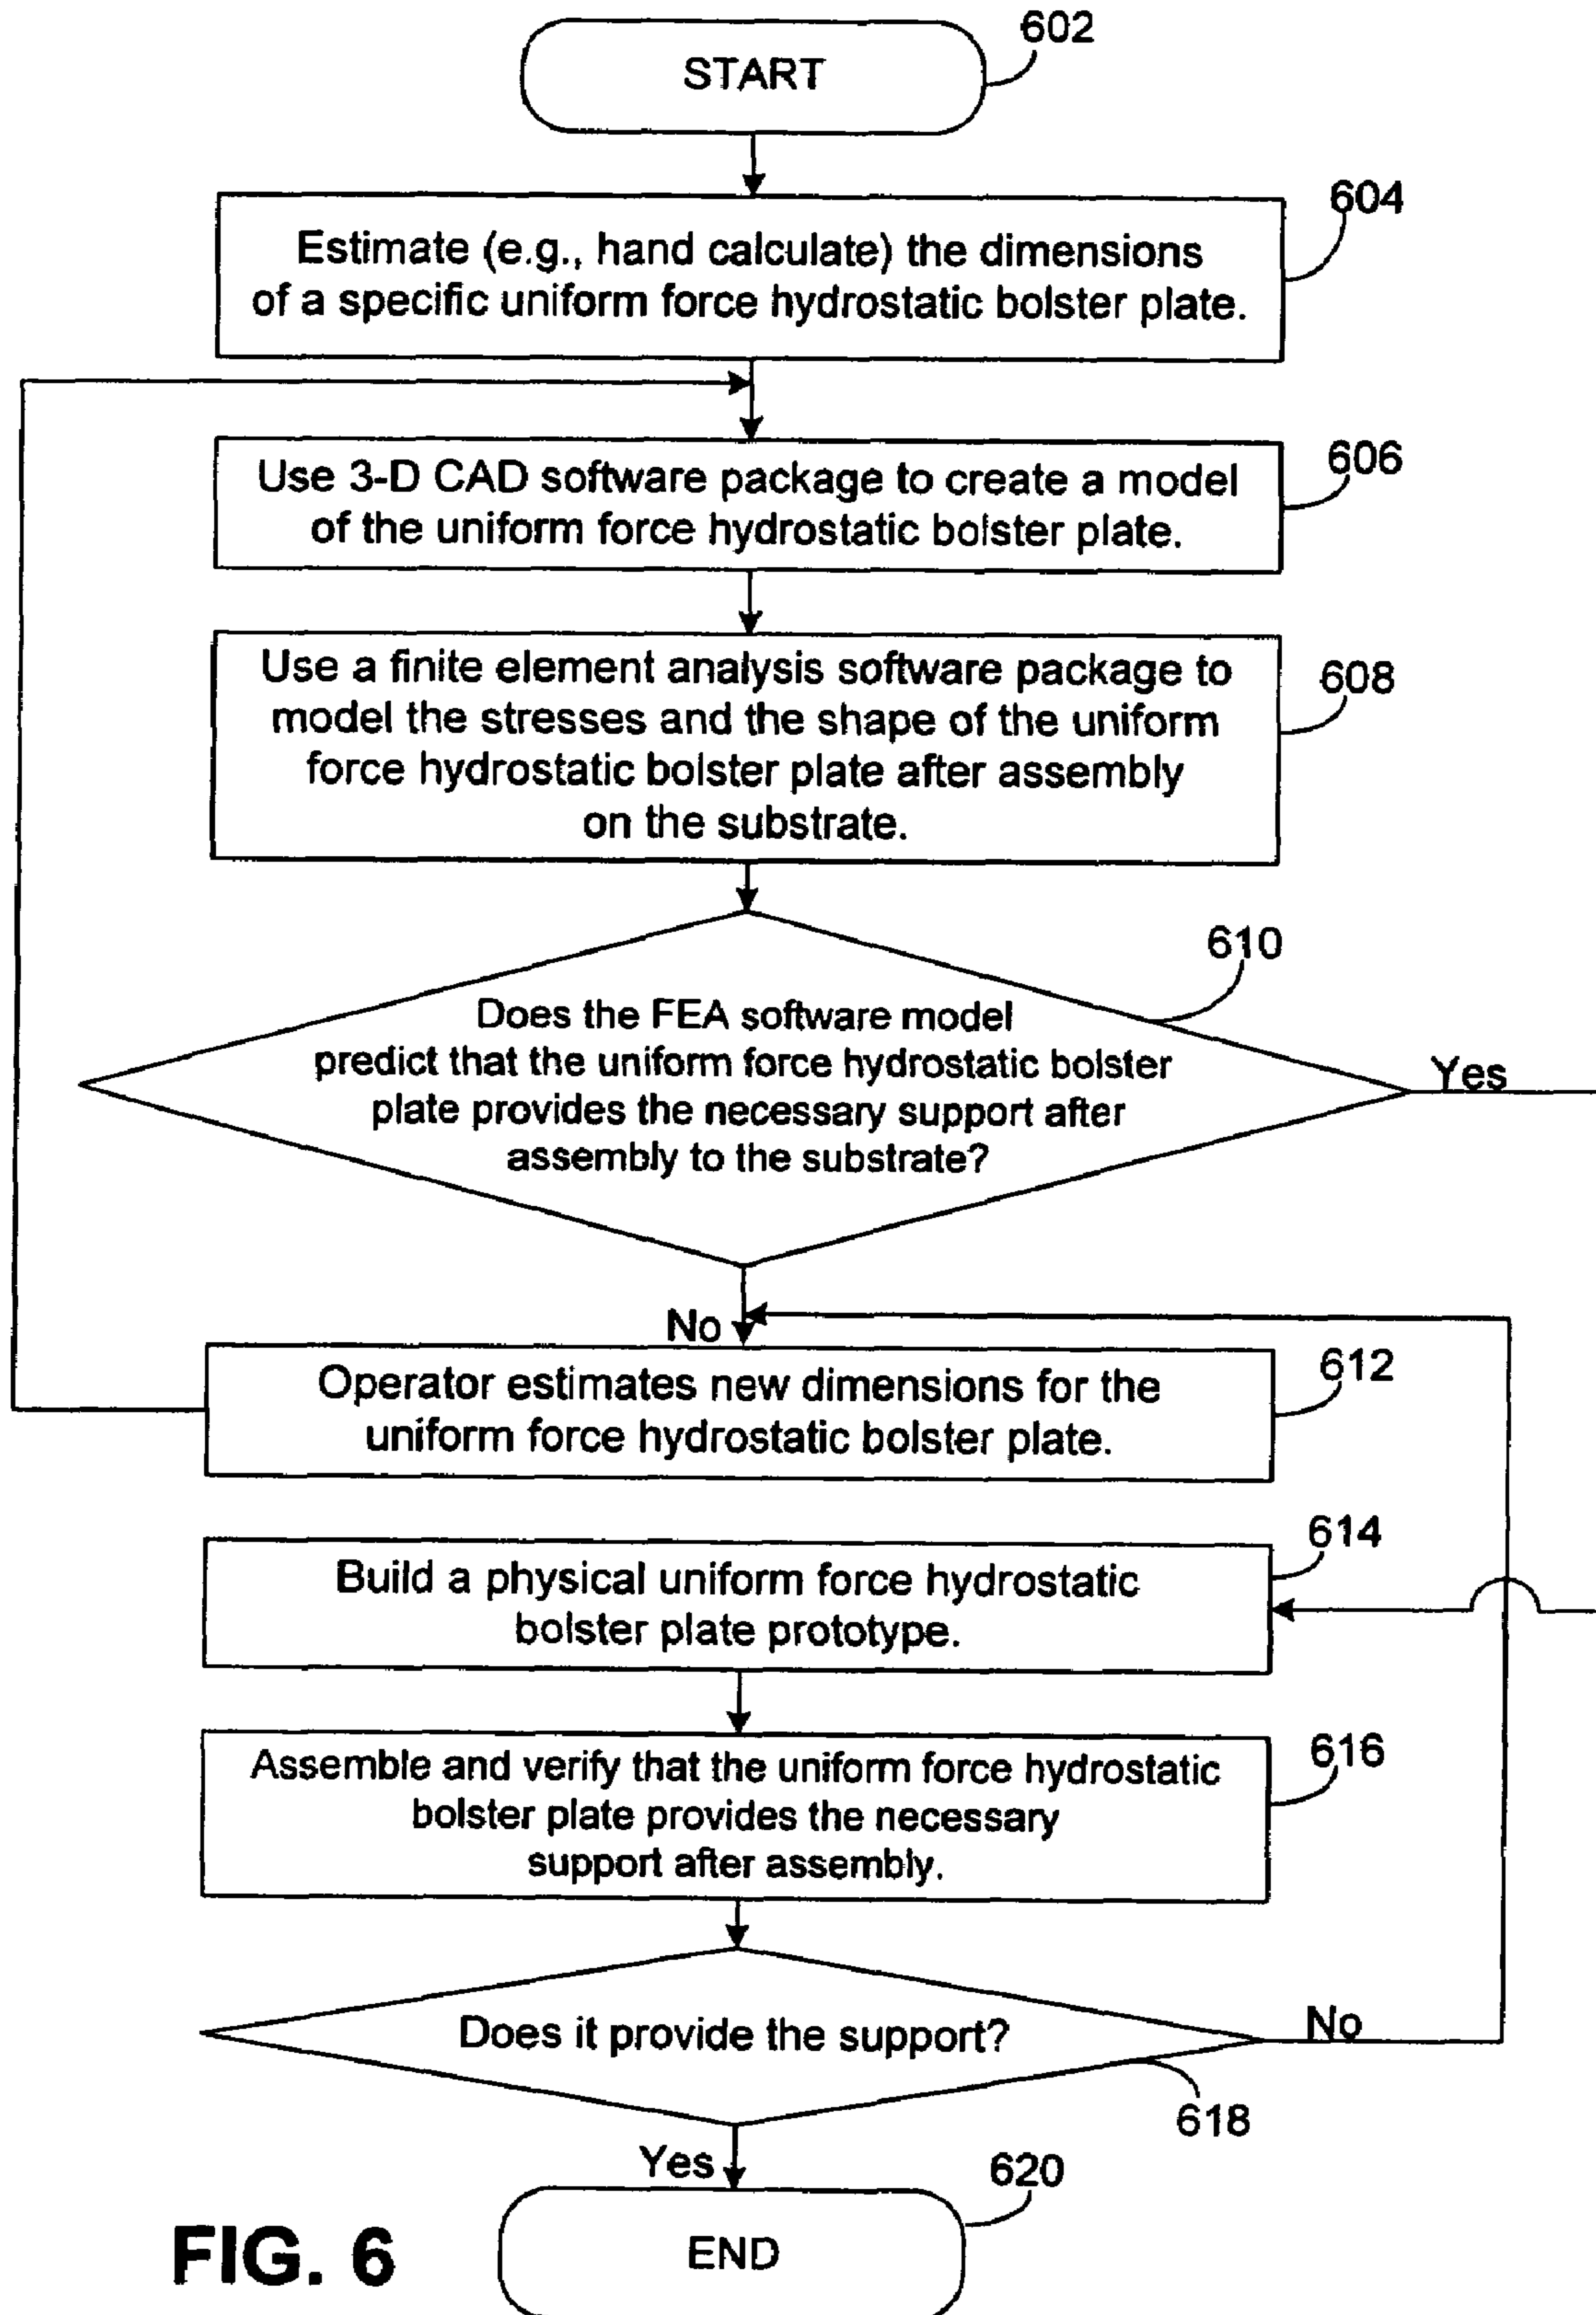 START
602
Estimate (e.g., hand calculate) the dimensions
of a specific uniform force hydrostatic bolster plate.
604
Use 3-D CAD software package to create a model
of the uniform force hydrostatic bolster plate.
606
Use a finite element analysis software package to
model the stresses and the shape of the uniform
force hydrostatic bolster plate after assembly
on the substrate.
608
Does the FEA software model
predict that the uniform force hydrostatic bolster
plate provides the necessary support after
assembly to the substrate?
610
Yes
No
Operator estimates new dimensions for the
uniform force hydrostatic bolster plate.
612
Build a physical uniform force hydrostatic
bolster plate prototype.
614
Assemble and verify that the uniform force hydrostatic
bolster plate provides the necessary
support after assembly.
616
Does it provide the support?
No
618
Yes
END
620
FIG. 6